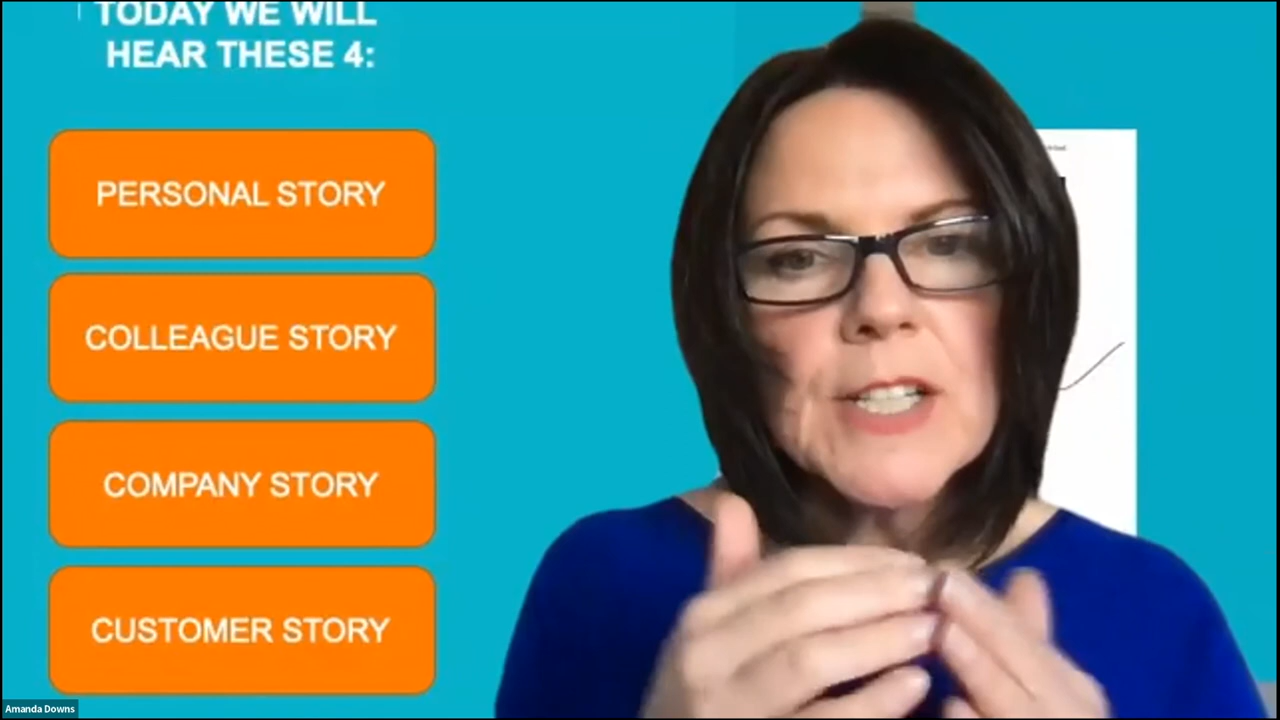 TODAY WE WILL
HEAR THESE 4:
PERSONAL STORY
COLLEAGUE STORY
COMPANY STORY
CUSTOMER STORY
Amanda Downs